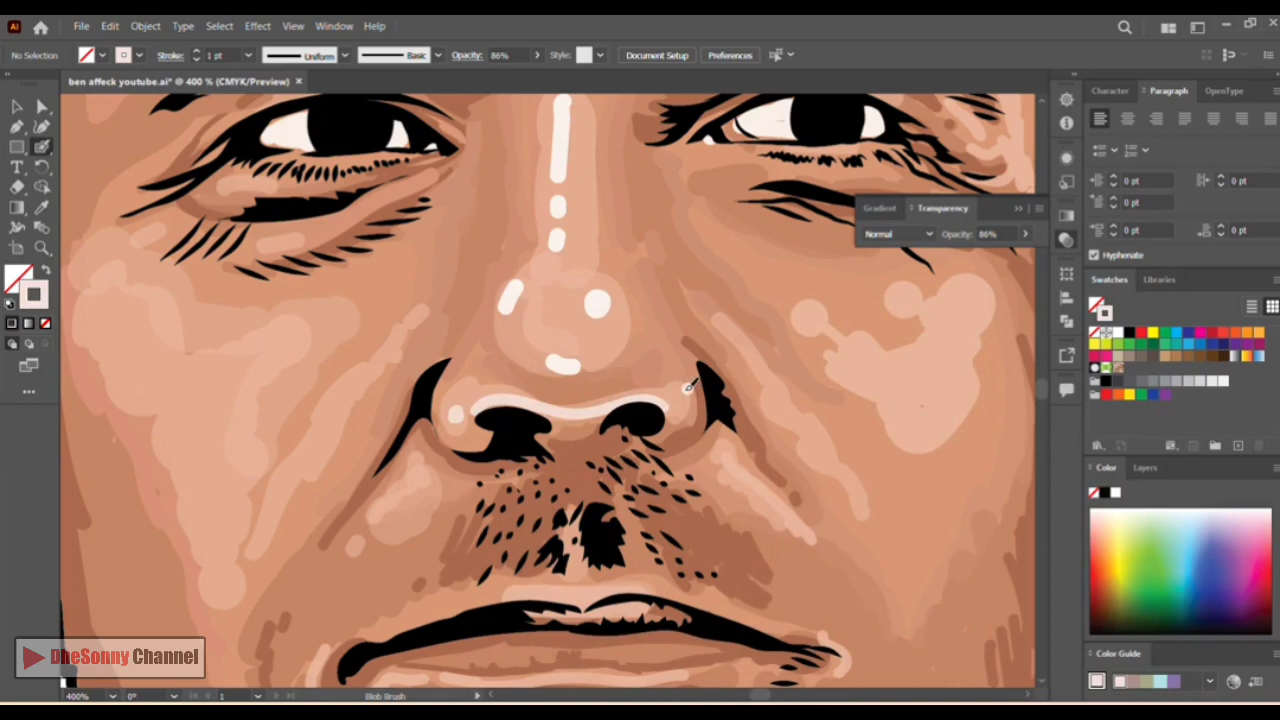 Ai File Edit Object Type Select Effect View Window Help
No Selection Stroke: 1 pt Uniform Basic Opacity: 86% Style: Document Setup Preferences
ben affeck youtube.ai* @ 400 % (CMYK/Preview)
Character Paragraph OpenType
0 pt 0 pt
0 pt
0 pt 0 pt
Hyphenate
Gradient Transparency
Normal Opacity: 86%
Swatches Libraries
Color Layers
Color Guide
DheSonny Channel
400% 0° 1 Blob Brush